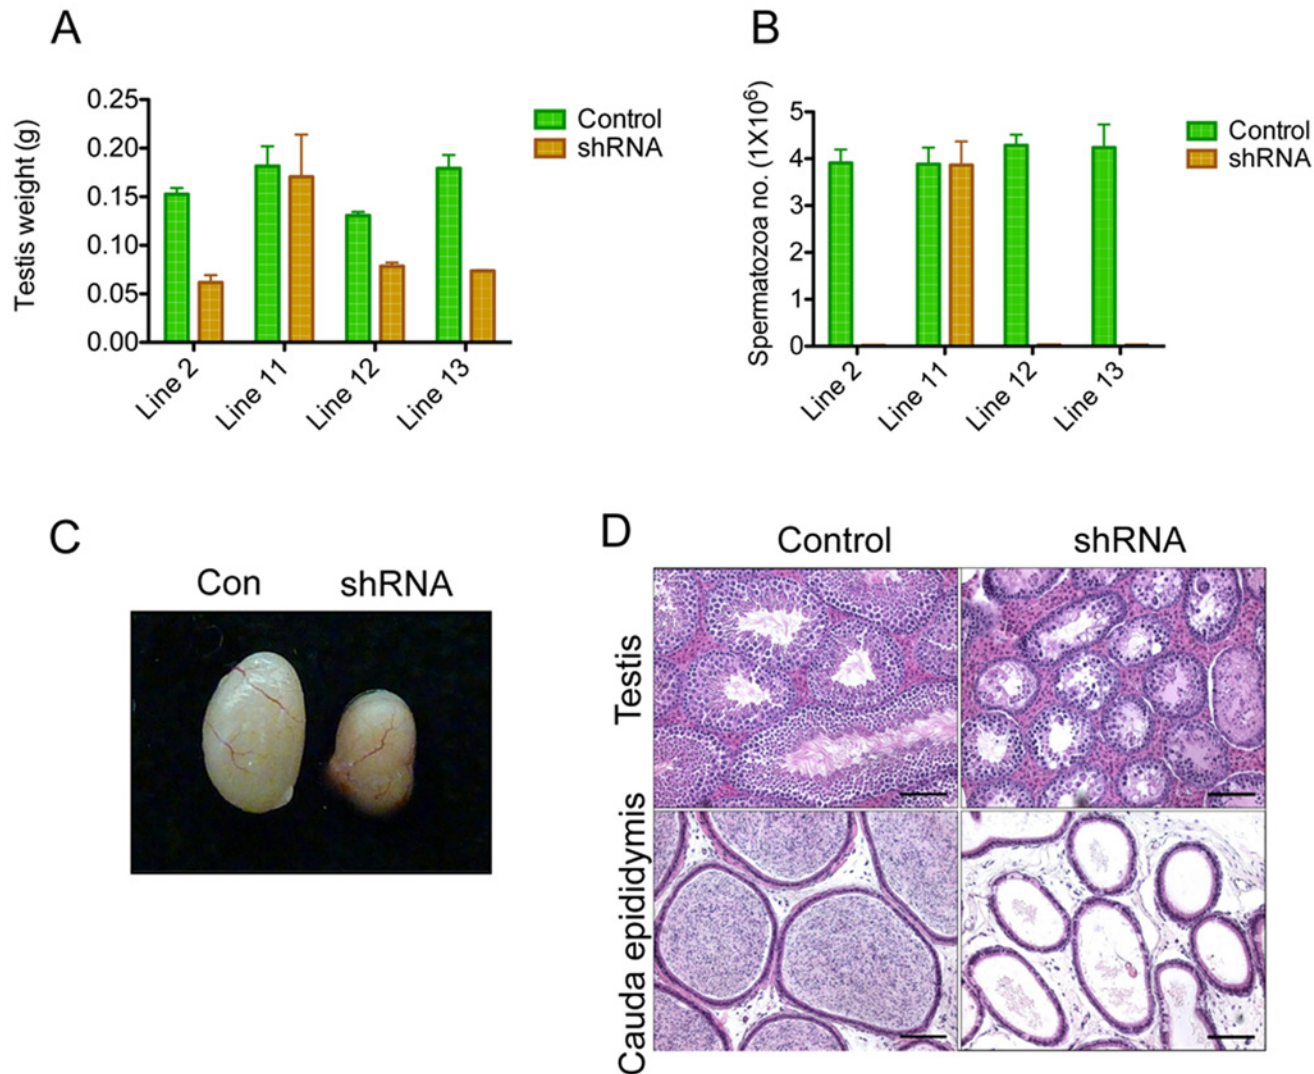 A
Testis weight (g)
0.25
0.20
0.15
0.10
0.05
0.00
Line 2
Line 11
Line 12
Line 13
Control
shRNA
B
Spermatozoa no. (1X10⁶)
5
4
3
2
1
0
Line 2
Line 11
Line 12
Line 13
Control
shRNA
C
Con shRNA
D
Control shRNA
Testis
Cauda epididymis